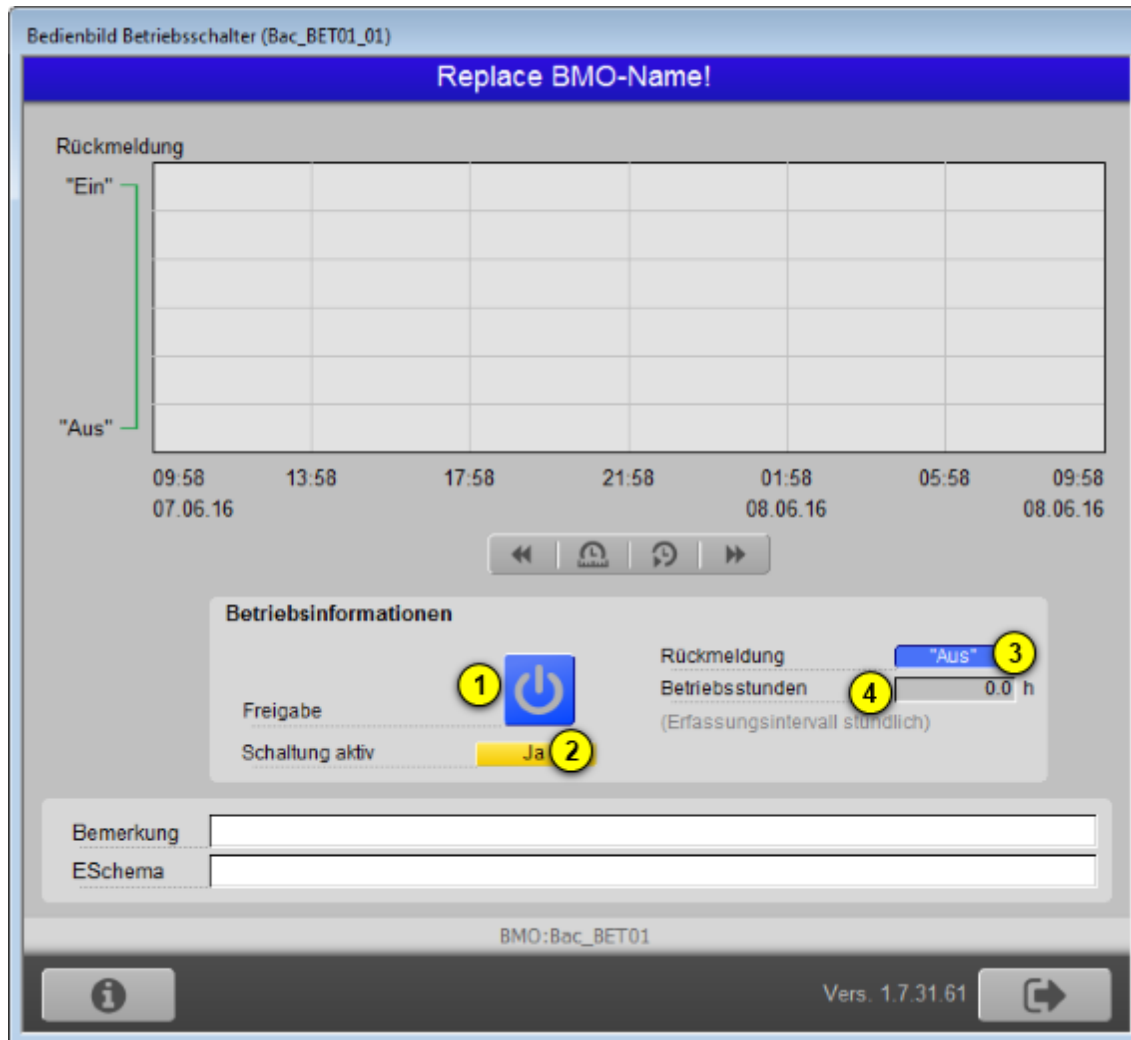 Bedienbild Betriebsschalter (Bac_BET01_01)
Replace BMO-Name!
Rückmeldung
"Ein"
"Aus"
09:58 13:58 17:58 21:58 01:58 05:58 09:58
07.06.16 08.06.16 08.06.16
Betriebsinformationen
1
Freigabe
Schaltung aktiv Ja 2
Rückmeldung "Aus" 3
Betriebsstunden 4 0.0 h
(Erfassungsintervall stündlich)
Bemerkung
ESchema
BMO:Bac_BET01
Vers. 1.7.31.61